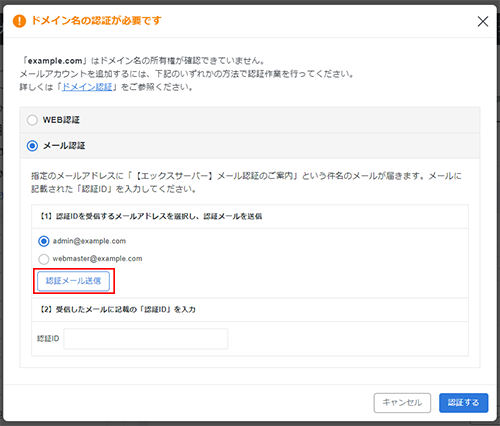 ドメイン名の認証が必要です
「example.com」はドメイン名の所有権が確認できていません。
メールアカウントを追加するには、下記のいずれかの方法で認証作業を行ってください。
詳しくは「ドメイン認証」をご参照ください。
WEB認証
メール認証
指定のメールアドレスに「【エックスサーバー】メール認証のご案内」という件名のメールが届きます。メールに
記載された「認証ID」を入力してください。
【1】認証IDを受信するメールアドレスを選択し、認証メールを送信
admin@example.com
webmaster@example.com
認証メール送信
【2】受信したメールに記載の「認証ID」を入力
認証ID
キャンセル
認証する